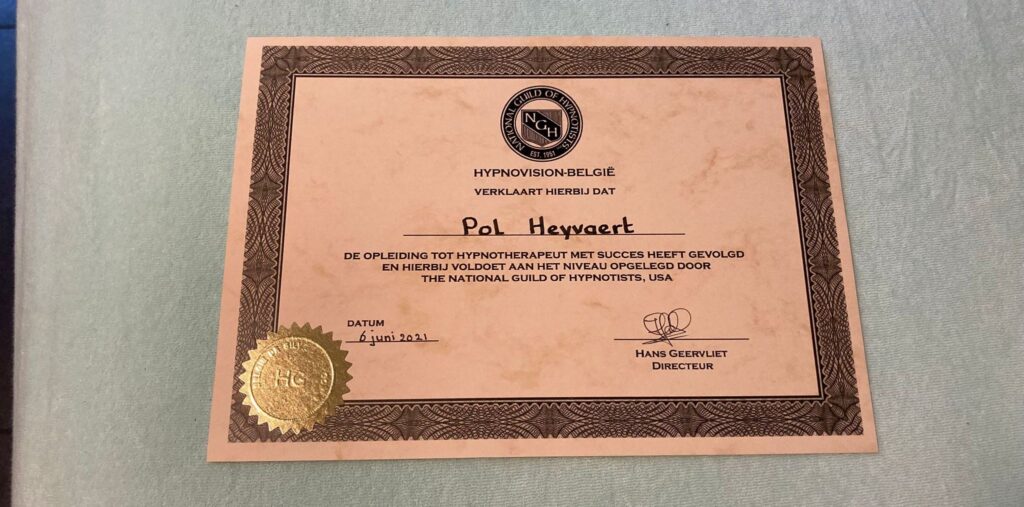 NATIONAL GUILD OF HYPNOTISTS
NGH
EST. 1951
HYPNOVISION-BELGIË
VERKLAART HIERBIJ DAT
Pol Heyvaert
DE OPLEIDING TOT HYPNOTHERAPEUT MET SUCCES HEEFT GEVOLGD
EN HIERBIJ VOLDOET AAN HET NIVEAU OPGELEGD DOOR
THE NATIONAL GUILD OF HYPNOTISTS, USA
DATUM
6 juni 2021
HANS GEERVLIET
DIRECTEUR
HG